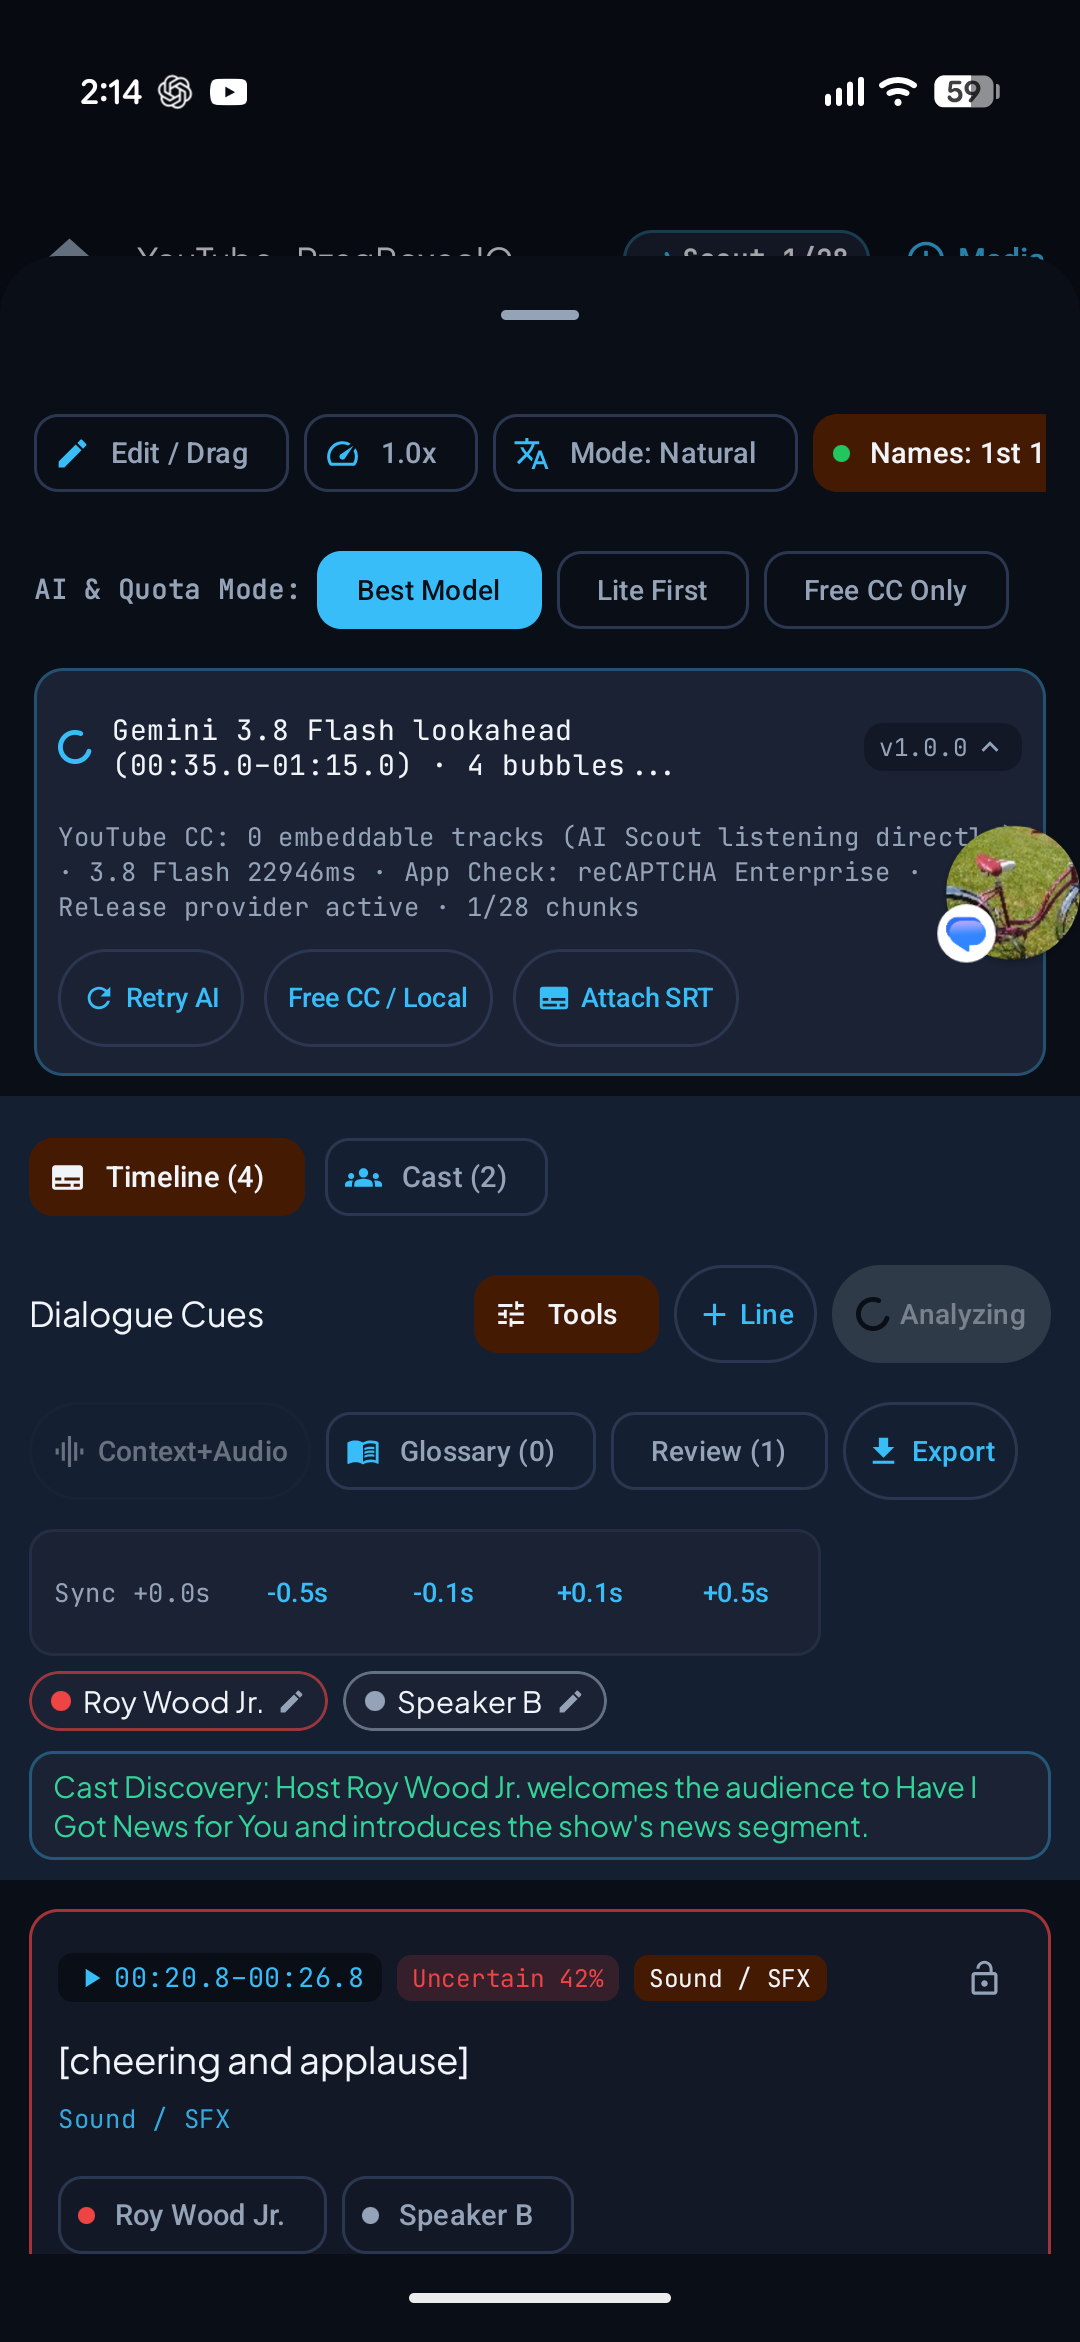 2:14
59
Edit / Drag
1.0x
Mode: Natural
Names: 1st 1
AI & Quota Mode:
Best Model
Lite First
Free CC Only
Gemini 3.8 Flash lookahead
(00:35.0–01:15.0) · 4 bubbles...
v1.0.0
YouTube CC: 0 embeddable tracks (AI Scout listening
· 3.8 Flash 22946ms · App Check: reCAPTCHA Enterprise ·
Release provider active · 1/28 chunks
Retry AI
Free CC / Local
Attach SRT
Timeline (4)
Cast (2)
Dialogue Cues
Tools
Line
Analyzing
Context+Audio
Glossary (0)
Review (1)
Export
Sync +0.0s
-0.5s
-0.1s
+0.1s
+0.5s
Roy Wood Jr.
Speaker B
Cast Discovery: Host Roy Wood Jr. welcomes the audience to Have I
Got News for You and introduces the show's news segment.
00:20.8–00:26.8
Uncertain 42%
Sound / SFX
[cheering and applause]
Sound / SFX
Roy Wood Jr.
Speaker B